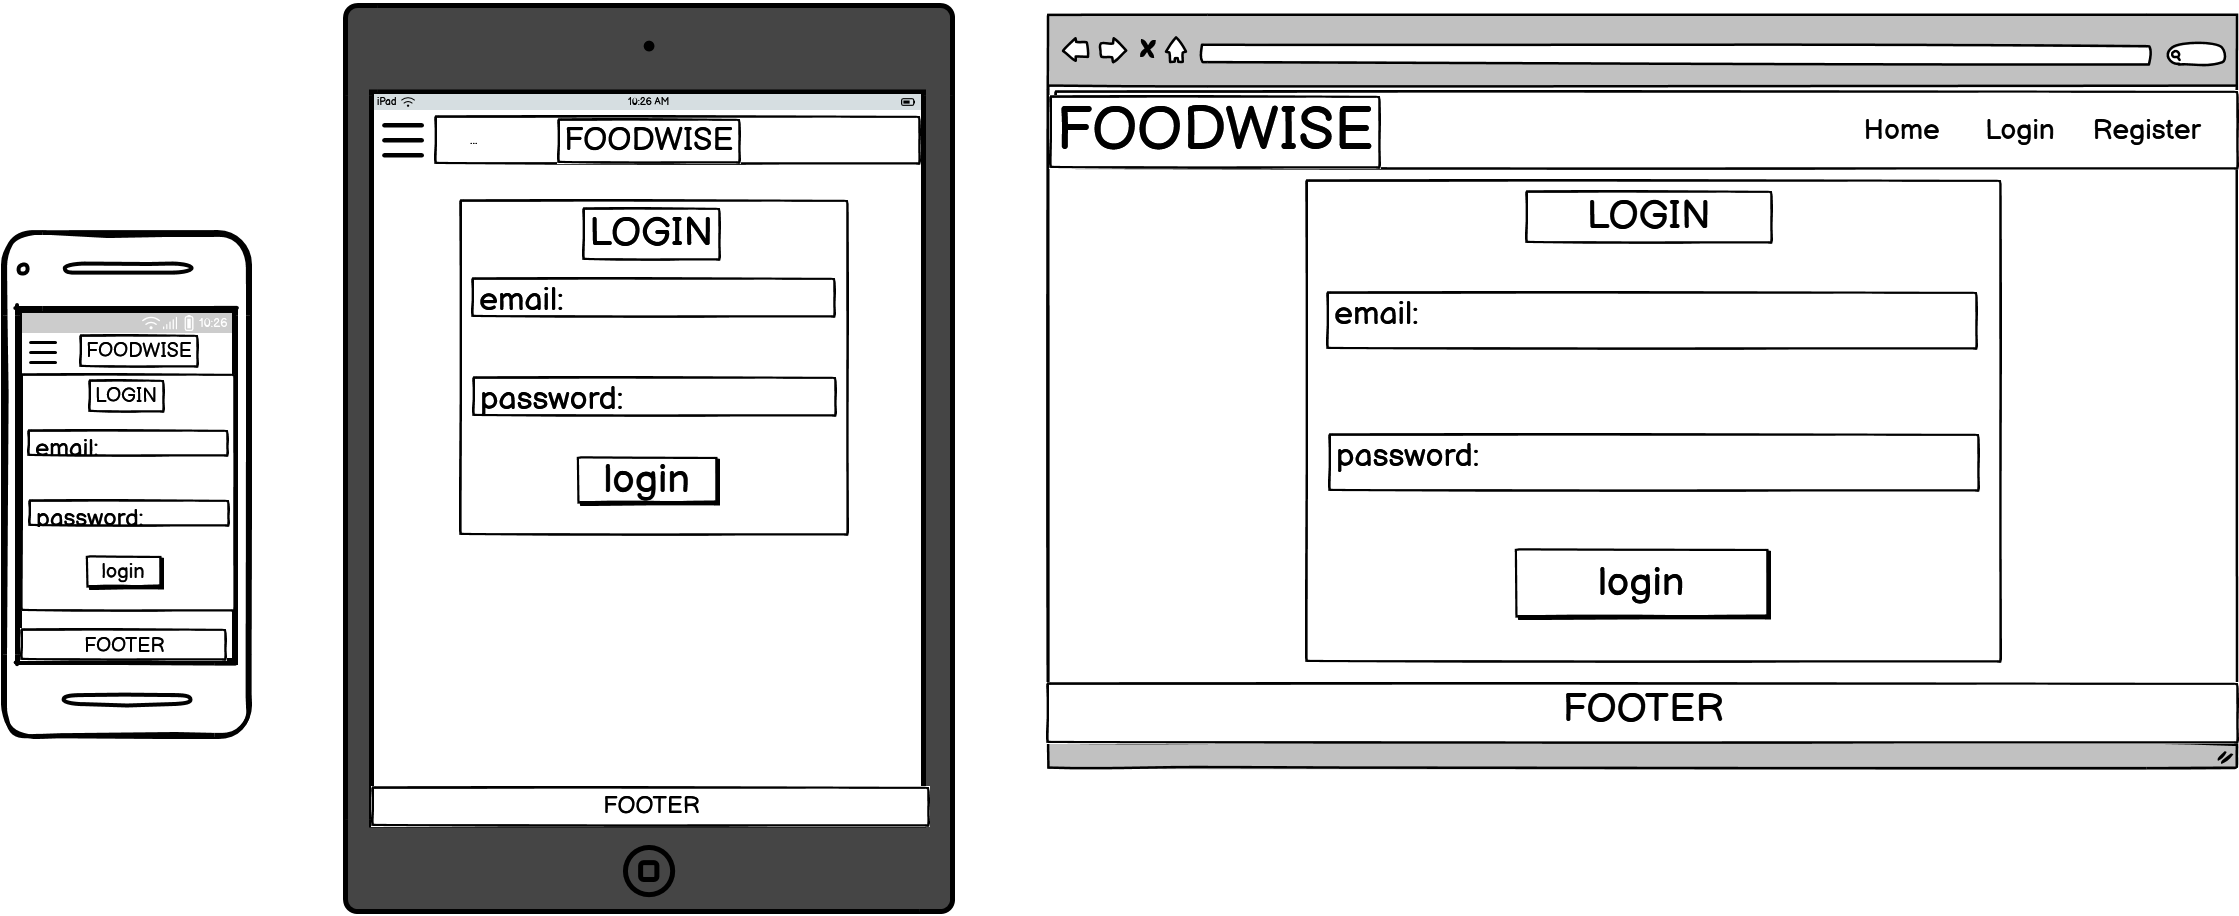 10:26
FOODWISE
LOGIN
email:
password:
login
FOOTER
iPad 10:26 AM
... FOODWISE
LOGIN
email:
password:
login
FOOTER
FOODWISE Home Login Register
LOGIN
email:
password:
login
FOOTER